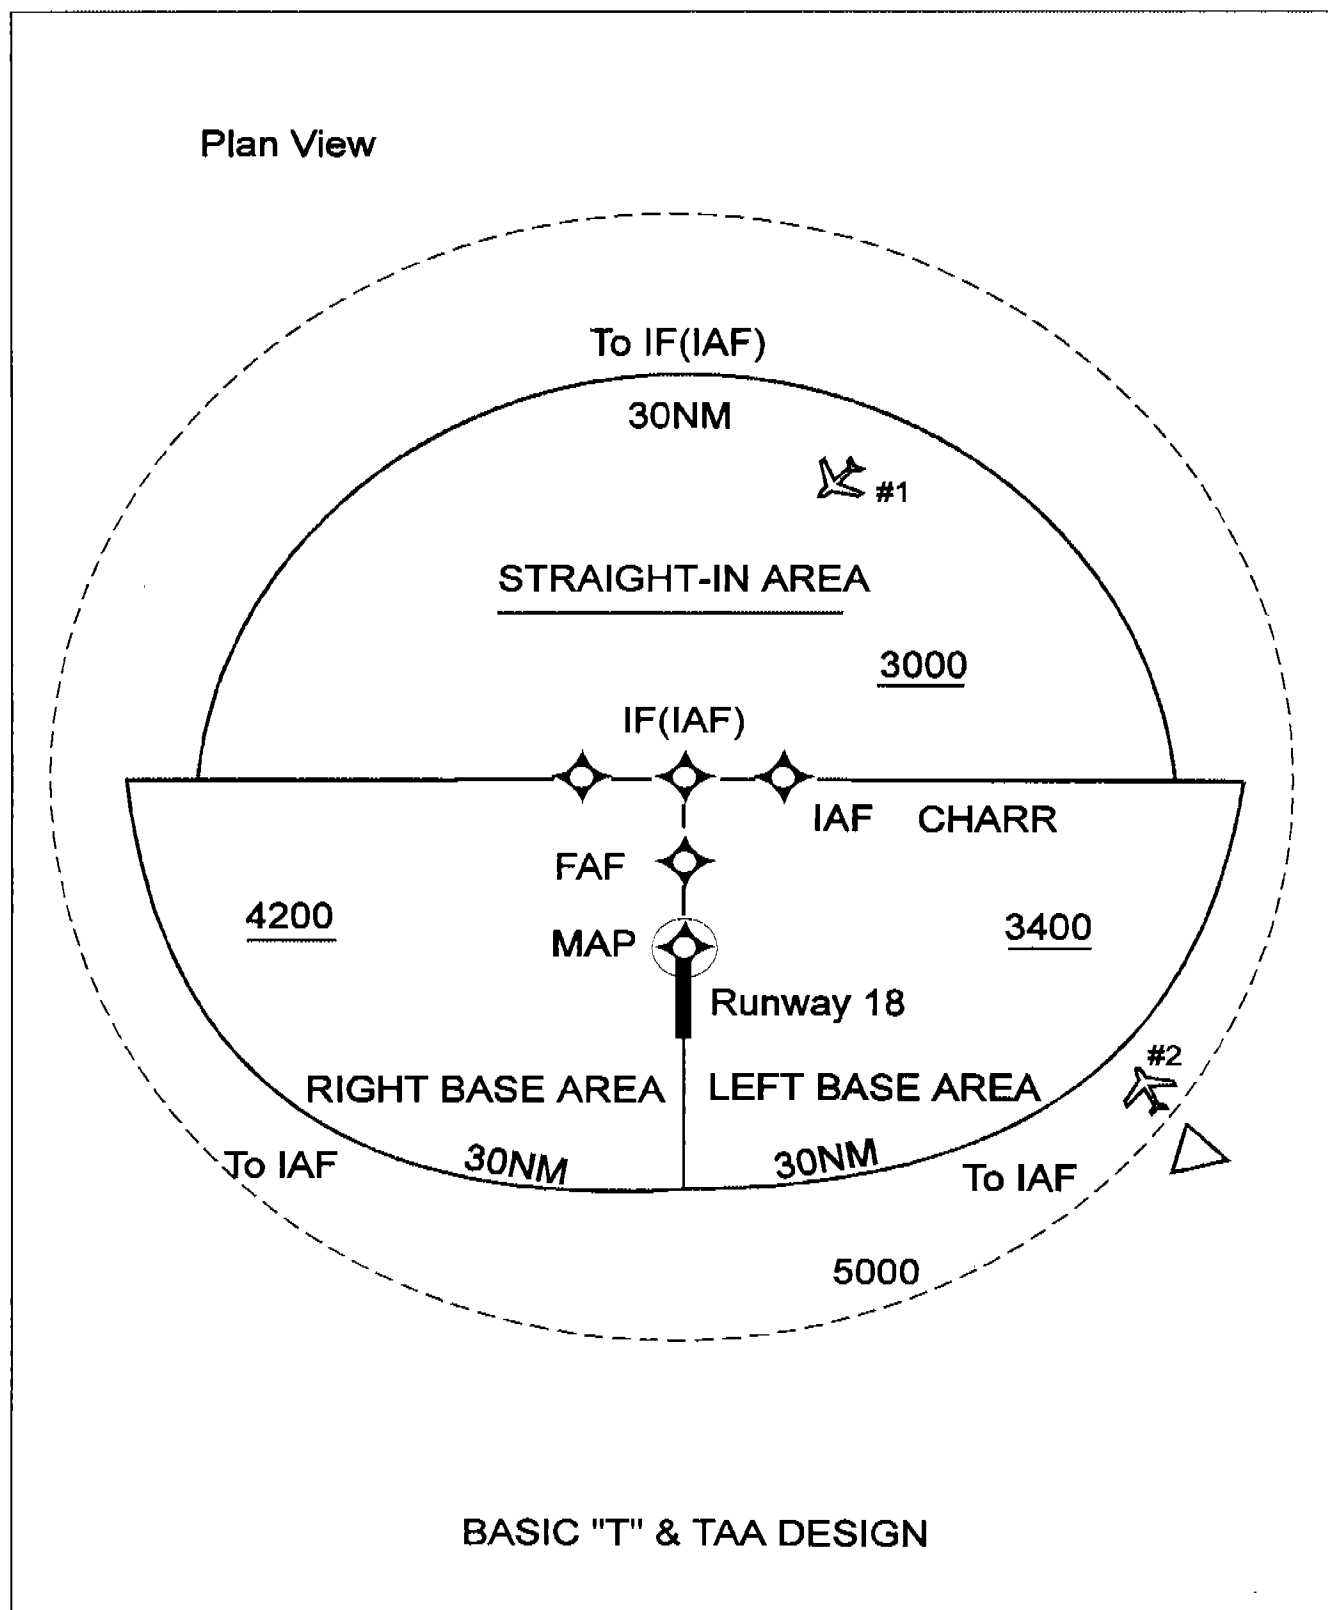 Plan View
To IF(IAF)
30NM
#1
STRAIGHT-IN AREA
3000
IF(IAF)
IAF CHARR
FAF
4200
3400
MAP
Runway 18
#2
RIGHT BASE AREA
LEFT BASE AREA
To IAF
30NM
30NM
To IAF
5000
BASIC "T" & TAA DESIGN